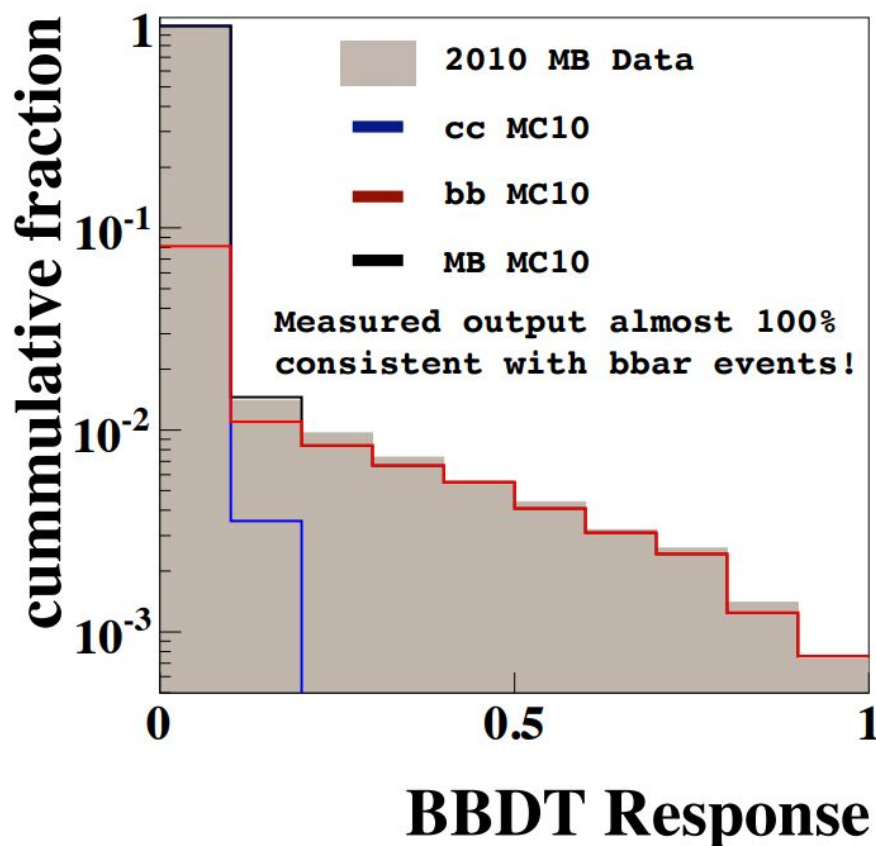 cummulative fraction
1
10-1
10-2
10-3
2010 MB Data
cc MC10
bb MC10
MB MC10
Measured output almost 100%
consistent with bbar events!
0
0.5
1
BBDT Response